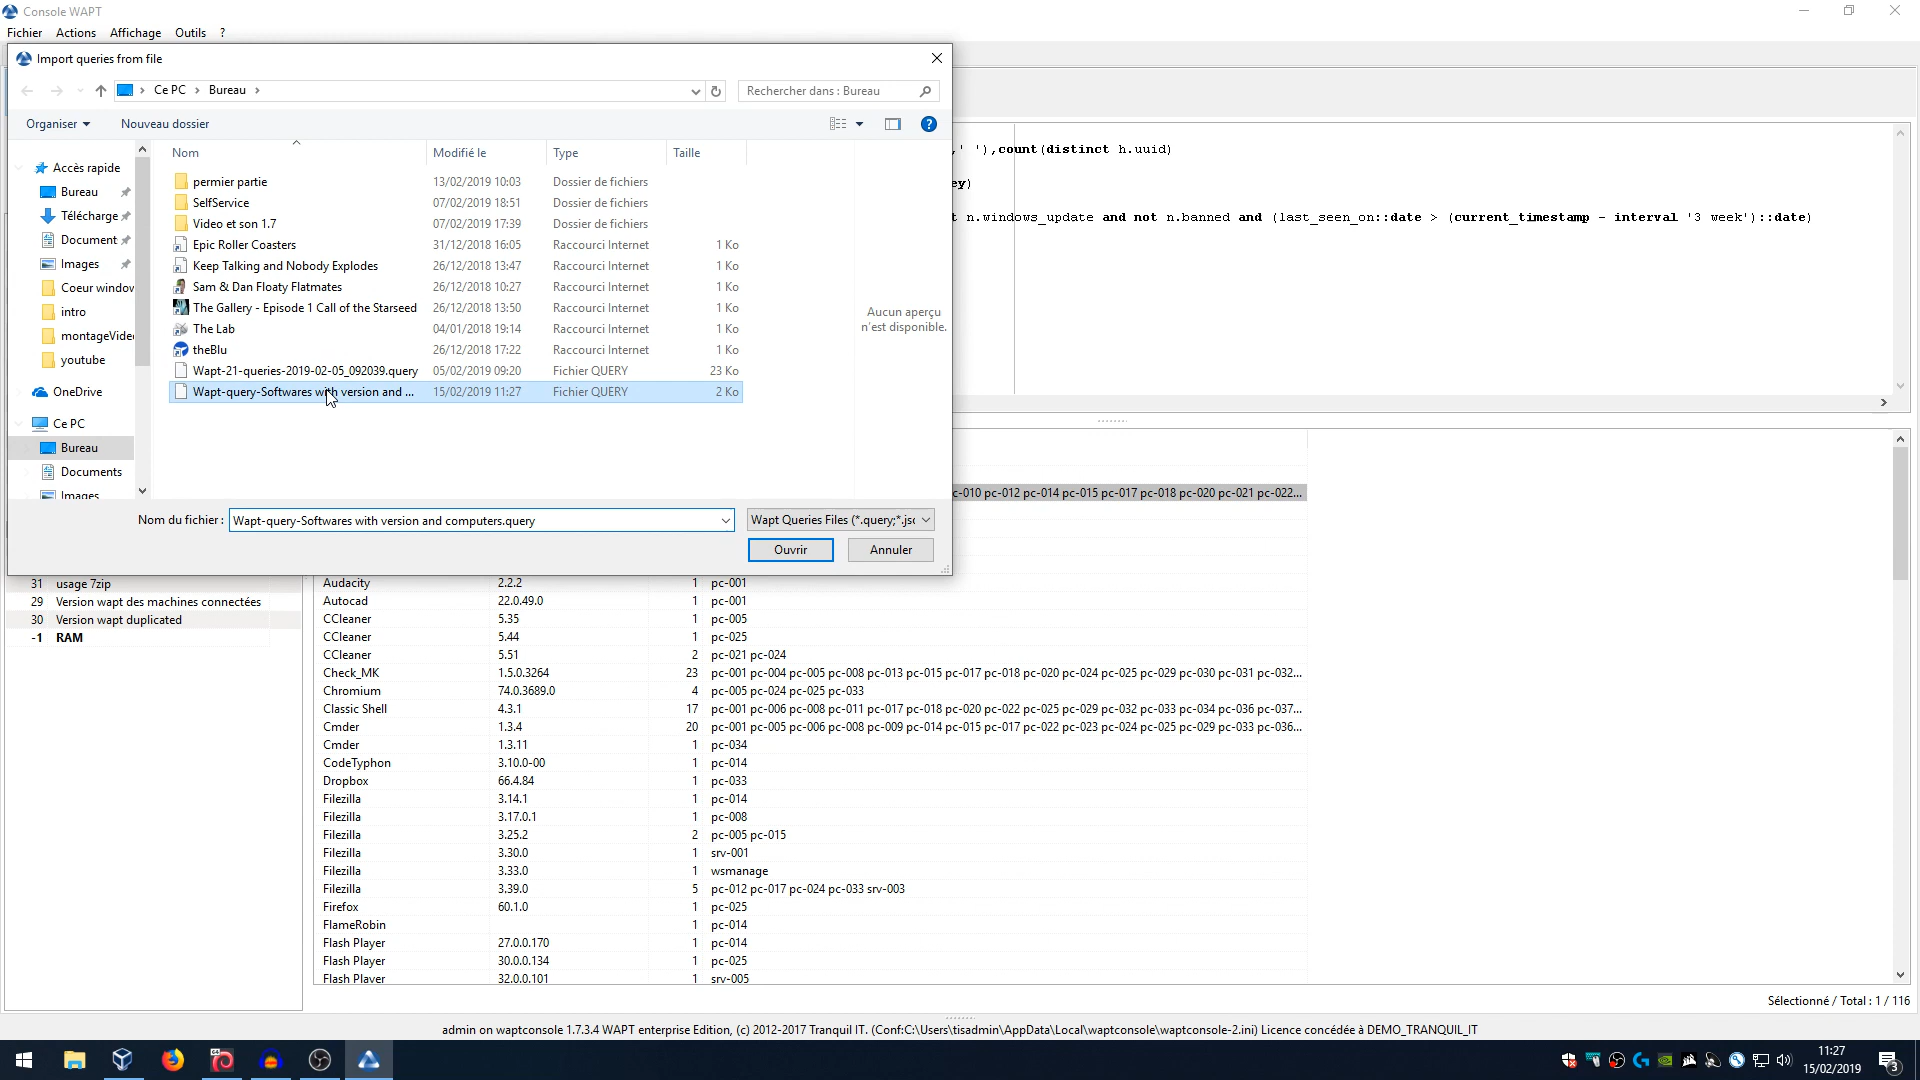 Console WAPT
Fichier Actions Affichage Outils ?
Import queries from file
Ce PC › Bureau ›
Rechercher dans : Bureau
Organiser
Nouveau dossier
Nom Modifié le Type Taille
Accès rapide
Bureau
Télécharge
Document
Images
Coeur window
intro
montageVide
youtube
OneDrive
Ce PC
Bureau
Documents
Images
permier partie 13/02/2019 10:03 Dossier de fichiers
SelfService 07/02/2019 18:51 Dossier de fichiers
Video et son 1.7 07/02/2019 17:39 Dossier de fichiers
Epic Roller Coasters 31/12/2018 16:05 Raccourci Internet 1 Ko
Keep Talking and Nobody Explodes 26/12/2018 13:47 Raccourci Internet 1 Ko
Sam & Dan Floaty Flatmates 26/12/2018 10:27 Raccourci Internet 1 Ko
The Gallery - Episode 1 Call of the Starseed 26/12/2018 13:50 Raccourci Internet 1 Ko
The Lab 04/01/2018 19:14 Raccourci Internet 1 Ko
theBlu 26/12/2018 17:22 Raccourci Internet 1 Ko
Wapt-21-queries-2019-02-05_092039.query 05/02/2019 09:20 Fichier QUERY 23 Ko
Wapt-query-Softwares with version and ... 15/02/2019 11:27 Fichier QUERY 2 Ko
Aucun aperçu
n'est disponible.
Nom du fichier : Wapt-query-Softwares with version and computers.query
Wapt Queries Files (*.query;*.jsc
Ouvrir Annuler
,' '),count(distinct h.uuid)
ey)
t n.windows_update and not n.banned and (last_seen_on::date > (current_timestamp - interval '3 week')::date)
c-010 pc-012 pc-014 pc-015 pc-017 pc-018 pc-020 pc-021 pc-022...
31 usage 7zip
29 Version wapt des machines connectées
30 Version wapt duplicated
-1 RAM
Audacity 2.2.2 1 pc-001
Autocad 22.0.49.0 1 pc-001
CCleaner 5.35 1 pc-005
CCleaner 5.44 1 pc-025
CCleaner 5.51 2 pc-021 pc-024
Check_MK 1.5.0.3264 23 pc-001 pc-004 pc-005 pc-008 pc-013 pc-015 pc-017 pc-018 pc-020 pc-024 pc-025 pc-029 pc-030 pc-031 pc-032...
Chromium 74.0.3689.0 4 pc-005 pc-024 pc-025 pc-033
Classic Shell 4.3.1 17 pc-001 pc-006 pc-008 pc-011 pc-017 pc-018 pc-020 pc-022 pc-025 pc-029 pc-032 pc-033 pc-034 pc-036 pc-037...
Cmder 1.3.4 20 pc-001 pc-005 pc-006 pc-008 pc-009 pc-014 pc-015 pc-017 pc-022 pc-023 pc-024 pc-025 pc-029 pc-033 pc-036...
Cmder 1.3.11 1 pc-034
CodeTyphon 3.10.0-00 1 pc-014
Dropbox 66.4.84 1 pc-033
Filezilla 3.14.1 1 pc-014
Filezilla 3.17.0.1 1 pc-008
Filezilla 3.25.2 2 pc-005 pc-015
Filezilla 3.30.0 1 srv-001
Filezilla 3.33.0 1 wsmanage
Filezilla 3.39.0 5 pc-012 pc-017 pc-024 pc-033 srv-003
Firefox 60.1.0 1 pc-025
FlameRobin 1 pc-014
Flash Player 27.0.0.170 1 pc-014
Flash Player 30.0.0.134 1 pc-025
Flash Player 32.0.0.101 1 srv-005
Sélectionné / Total : 1 / 116
admin on waptconsole 1.7.3.4 WAPT enterprise Edition, (c) 2012-2017 Tranquil IT. (Conf:C:\Users\tisadmin\AppData\Local\waptconsole\waptconsole-2.ini) Licence concédée à DEMO_TRANQUIL_IT
11:27
15/02/2019
3